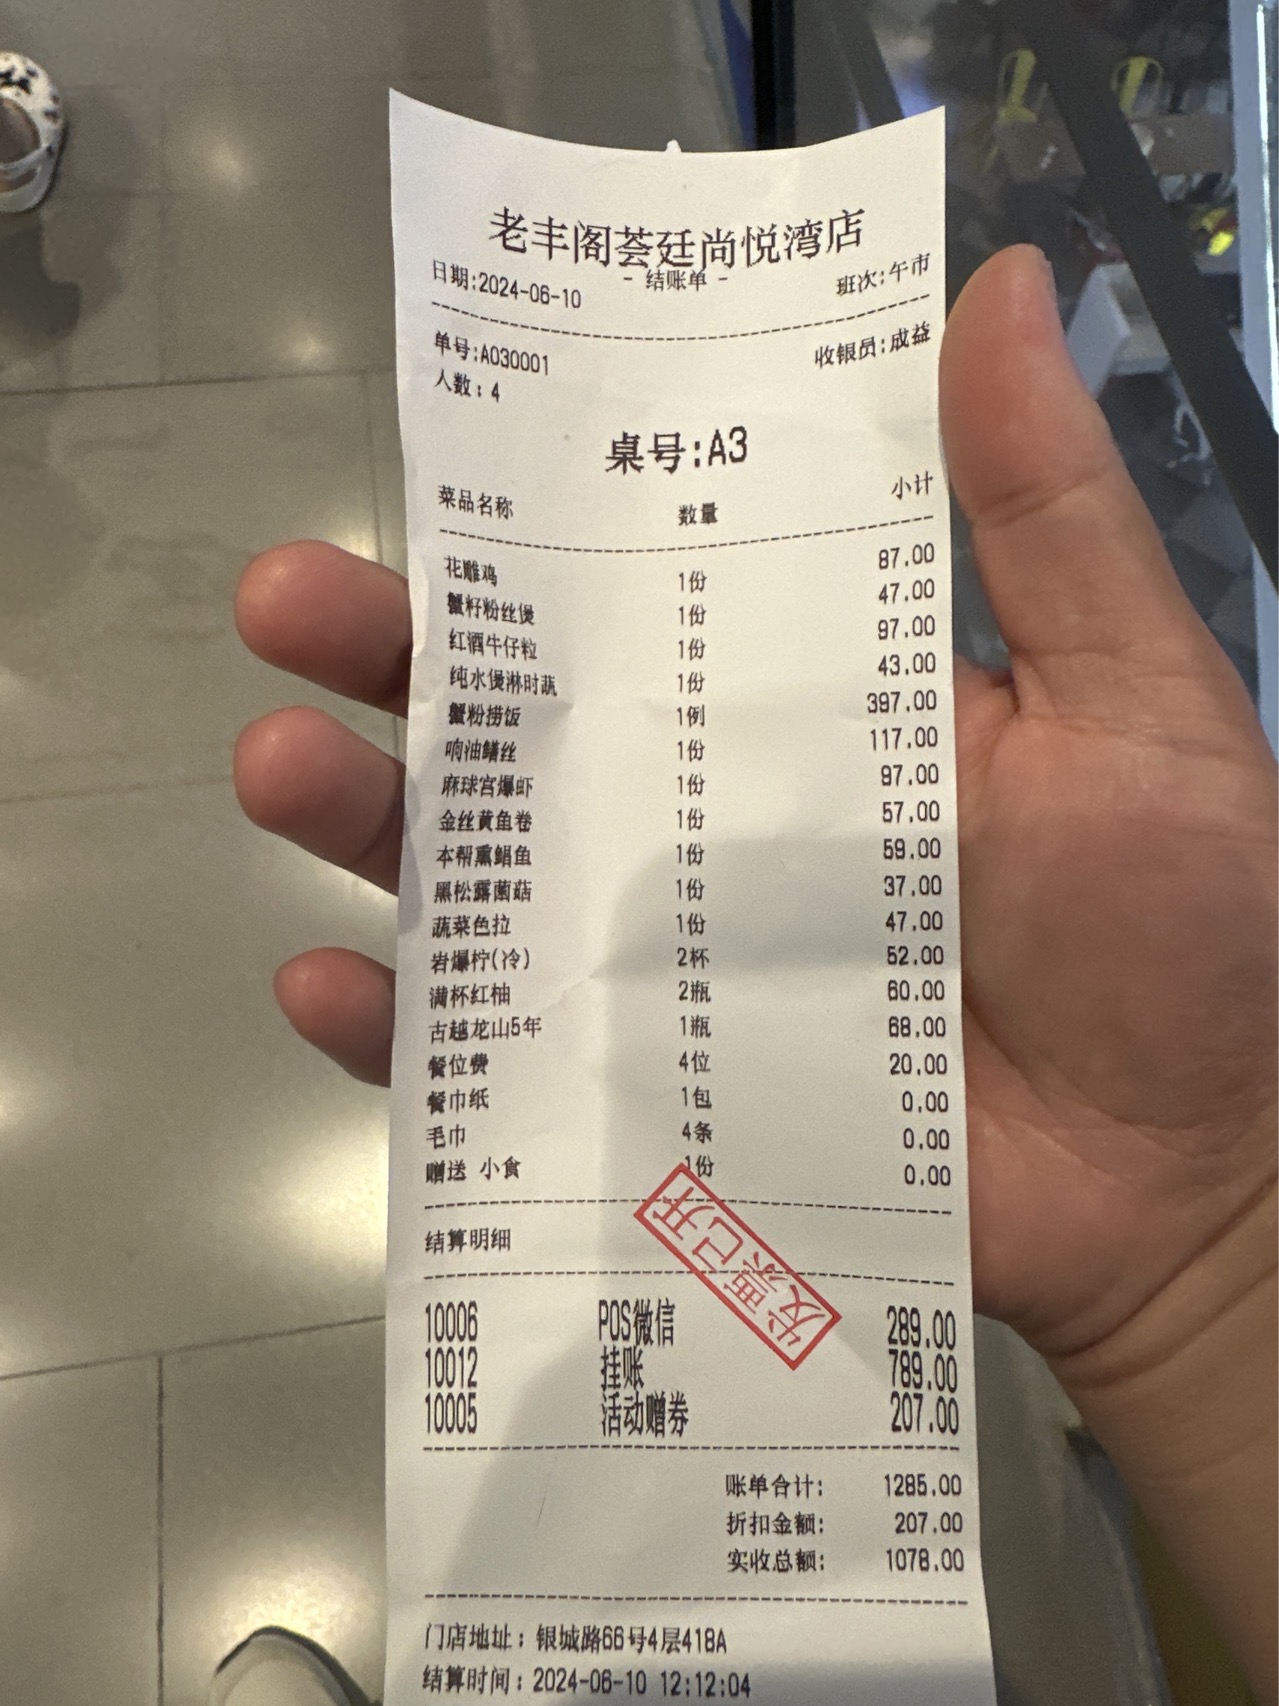 老丰阁荟廷尚悦湾店
- 结账单 -
日期:2024-06-10 班次:午市
单号:A030001 收银员:成益
人数: 4
桌号:A3
菜品名称 数量 小计
花雕鸡 1份 87.00
蟹籽粉丝煲 1份 47.00
红酒牛仔粒 1份 97.00
纯水煲淋时蔬 1份 43.00
蟹粉捞饭 1例 397.00
响油鳝丝 1份 117.00
麻球宫爆虾 1份 97.00
金丝黄鱼卷 1份 57.00
本帮熏鲳鱼 1份 59.00
黑松露菌菇 1份 37.00
蔬菜色拉 1份 47.00
岩爆柠(冷) 2杯 52.00
满杯红柚 2瓶 60.00
古越龙山5年 1瓶 68.00
餐位费 4位 20.00
餐巾纸 1包 0.00
毛巾 4条 0.00
赠送 小食 1份 0.00
发票已开
结算明细
10006 POS微信 289.00
10012 挂账 789.00
10005 活动赠券 207.00
账单合计: 1285.00
折扣金额: 207.00
实收总额: 1078.00
门店地址: 银城路66号4层418A
结算时间: 2024-06-10 12:12:04